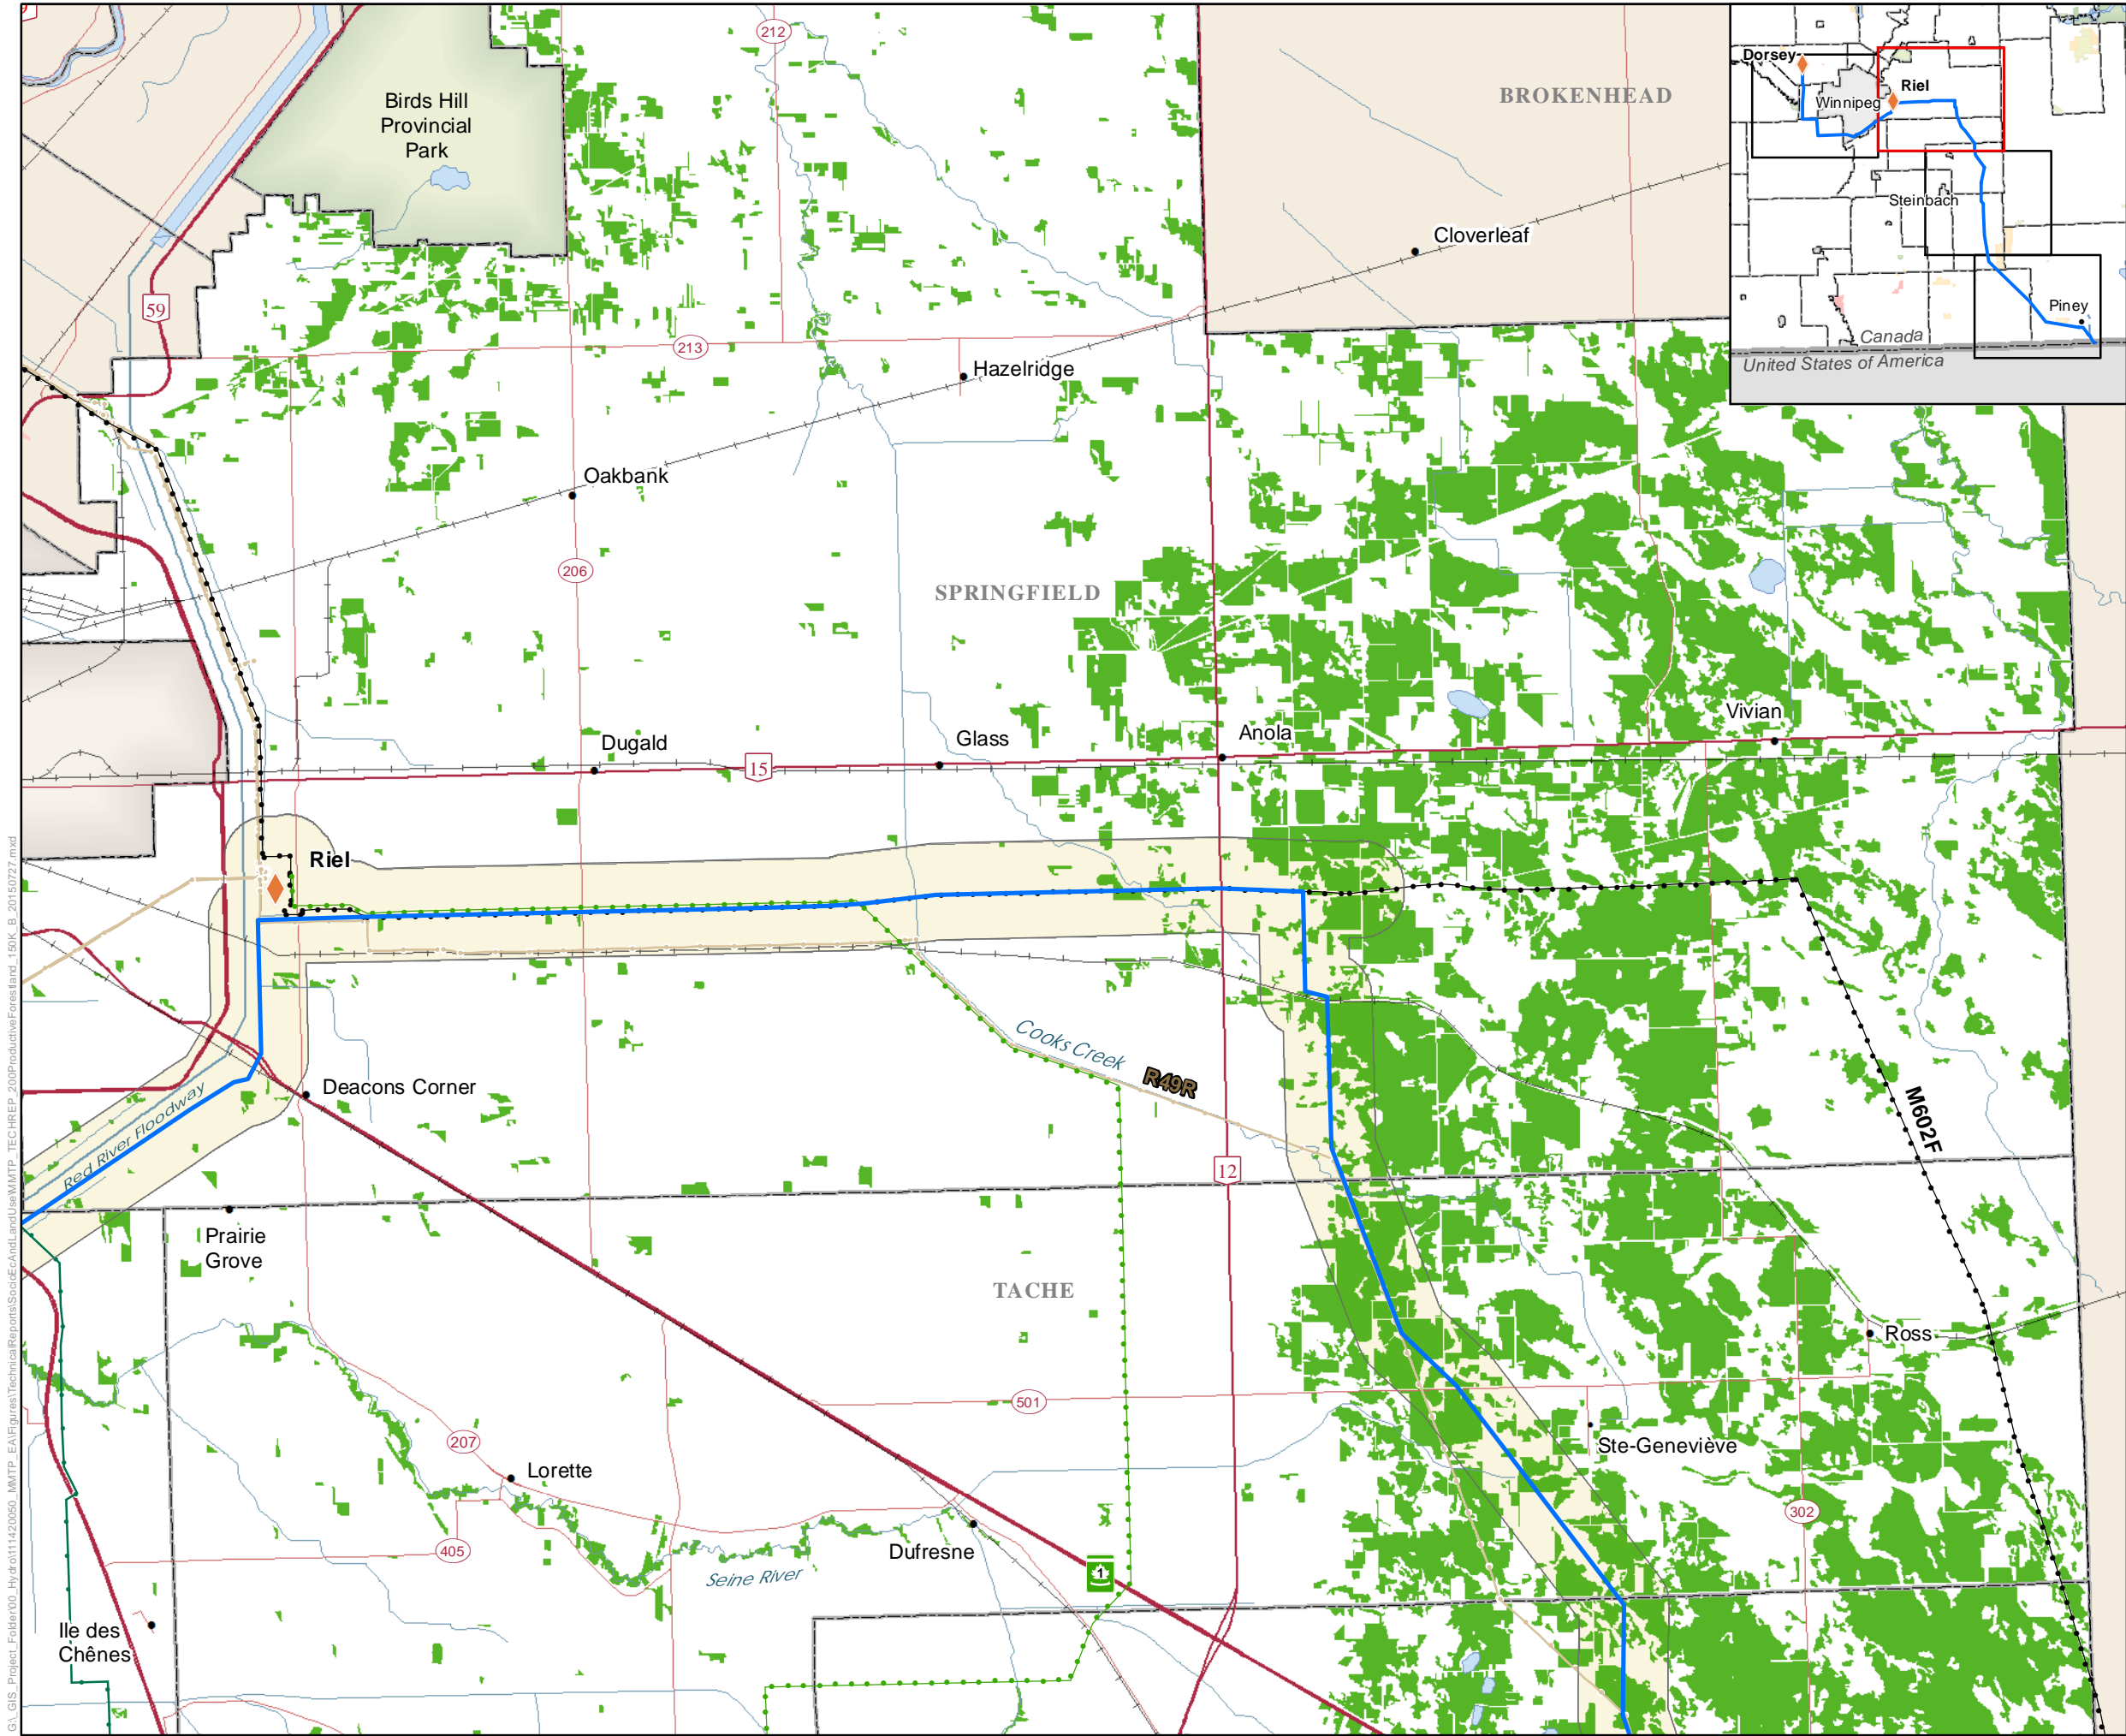 212
BROKENHEAD
Birds Hill
Provincial
Park
Cloverleaf
59
213
Hazelridge
Oakbank
206
SPRINGFIELD
Vivian
Dugald
Glass
Anola
15
Riel
Cooks Creek
R49R
Deacons Corner
M602F
Red River Floodway
12
Prairie
Grove
TACHE
Ross
501
207
Ste-Geneviève
Lorette
302
405
Dufresne
1
Seine River
Ile des
Chênes
Dorsey
Riel
Winnipeg
Steinbach
Piney
Canada
United States of America